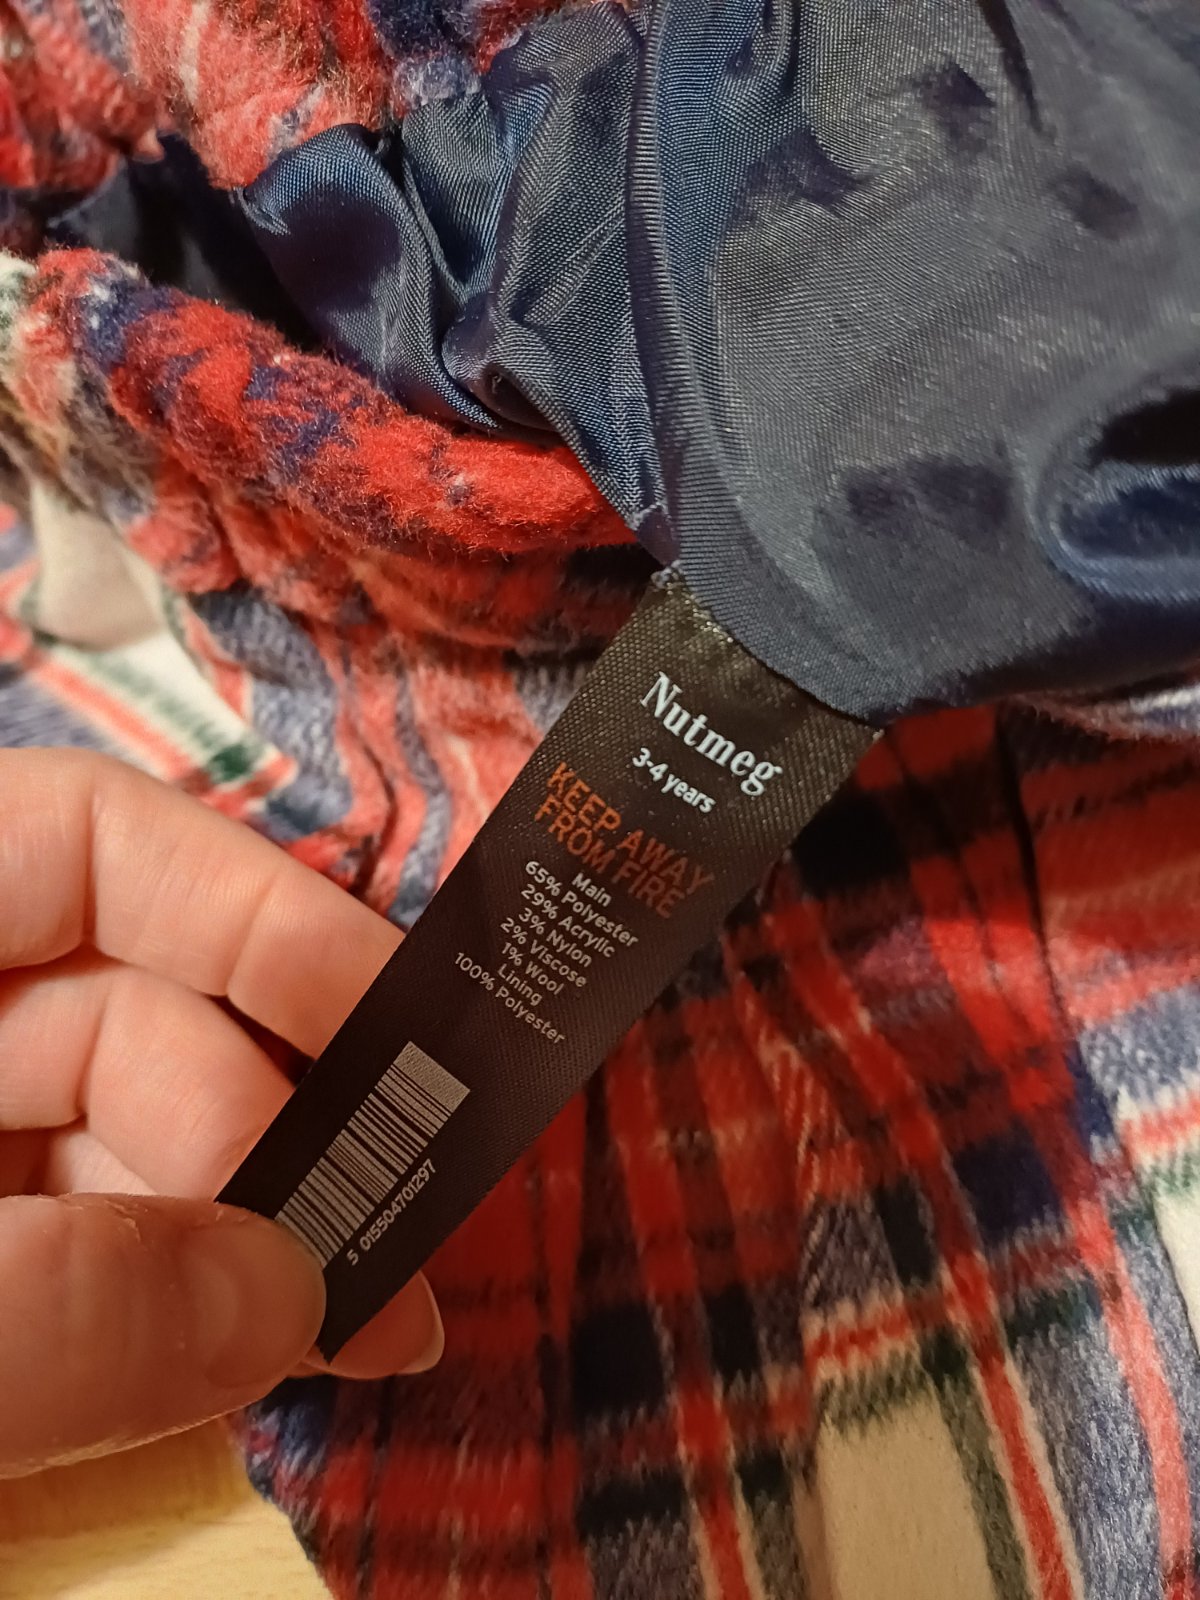 Nutmeg
3-4 years
KEEP AWAY
FROM FIRE
Main
65% Polyester
29% Acrylic
3% Nylon
2% Viscose
1% Wool
Lining
100% Polyester
5 015504701297